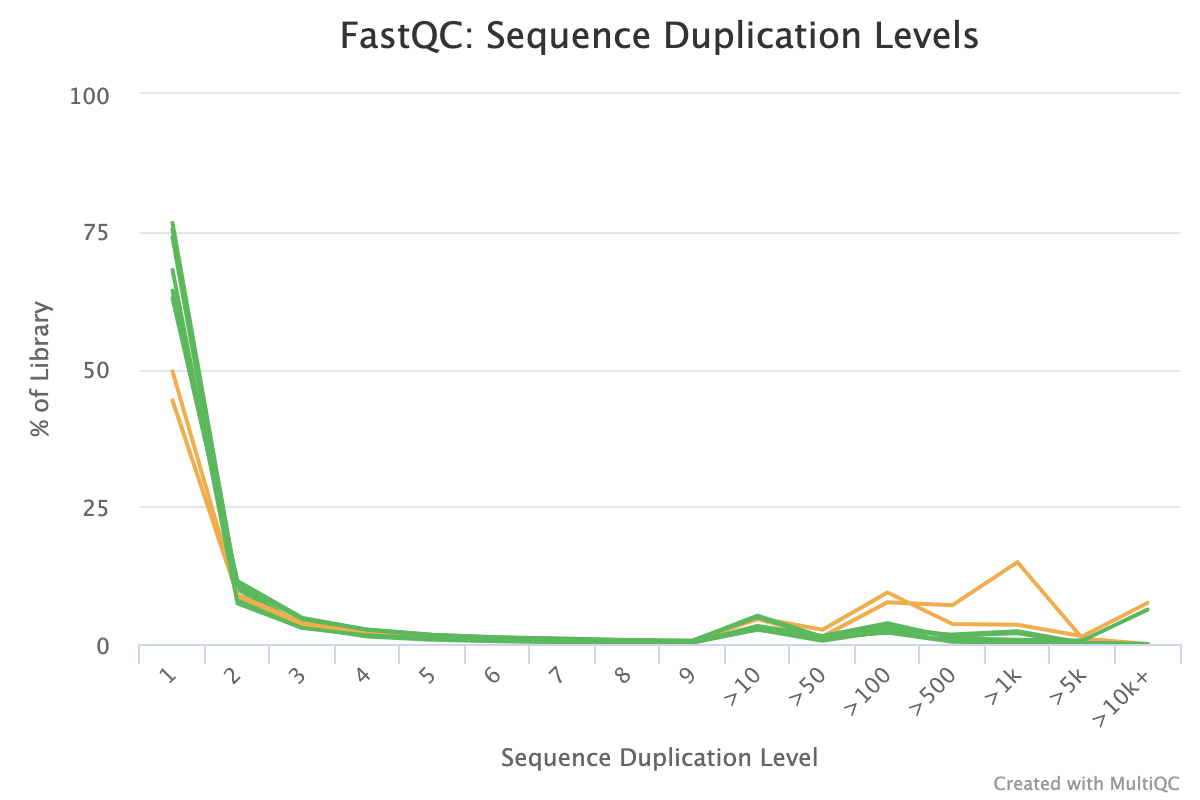 FastQC: Sequence Duplication Levels
100
75
50
25
0
% of Library
1
2
3
4
5
6
7
8
9
>10
>50
>100
>500
>1k
>5k
>10k+
Sequence Duplication Level
Created with MultiQC